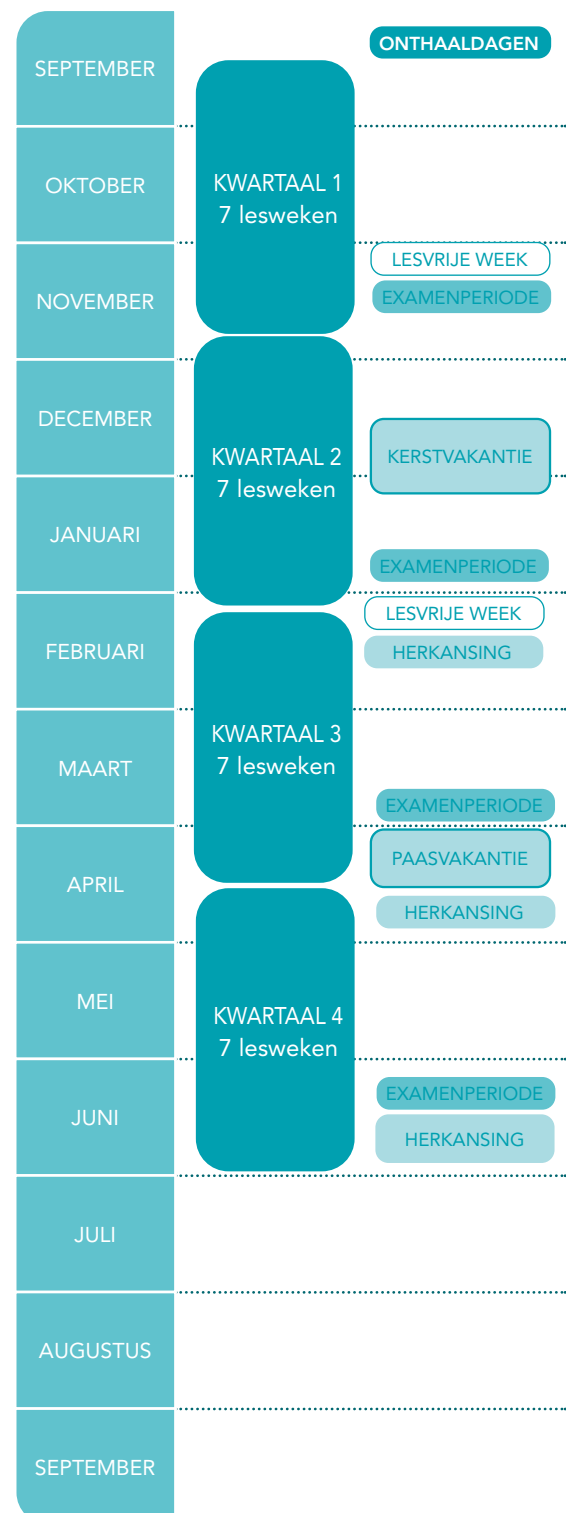 ONTHAALDAGEN
SEPTEMBER
KWARTAAL 1
7 lesweken
OKTOBER
LESVRIJE WEEK
EXAMENPERIODE
NOVEMBER
DECEMBER
KWARTAAL 2
7 lesweken
KERSTVAKANTIE
JANUARI
EXAMENPERIODE
LESVRIJE WEEK
HERKANSING
FEBRUARI
KWARTAAL 3
7 lesweken
MAART
EXAMENPERIODE
PAASVAKANTIE
APRIL
HERKANSING
MEI
KWARTAAL 4
7 lesweken
EXAMENPERIODE
JUNI
HERKANSING
JULI
AUGUSTUS
SEPTEMBER